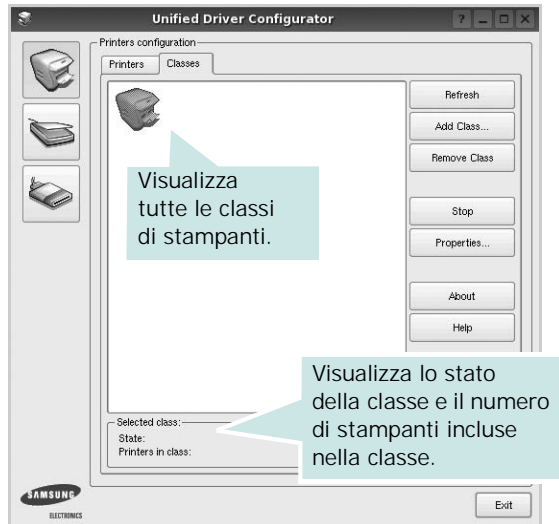 Unified Driver Configurator
Printers configuration
Printers Classes
Refresh
Add Class...
Remove Class
Stop
Properties...
About
Help
Visualizza
tutte le classi
di stampanti.
Visualizza lo stato
della classe e il numero
di stampanti incluse
nella classe.
Selected class:
State:
Printers in class:
SAMSUNG
ELECTRONICS
Exit